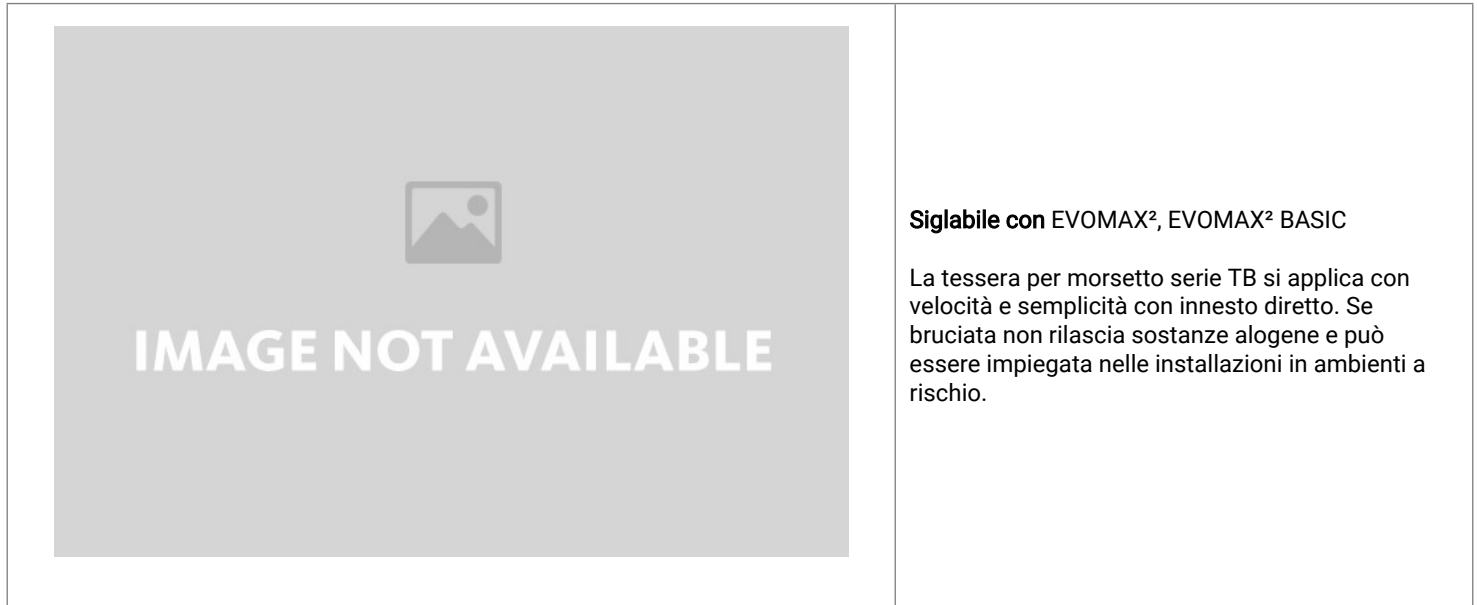 IMAGE NOT AVAILABLE
Siglabile con EVOMAX², EVOMAX² BASIC
La tessera per morsetto serie TB si applica con
velocità e semplicità con innesto diretto. Se
bruciata non rilascia sostanze alogene e può
essere impiegata nelle installazioni in ambienti a
rischio.